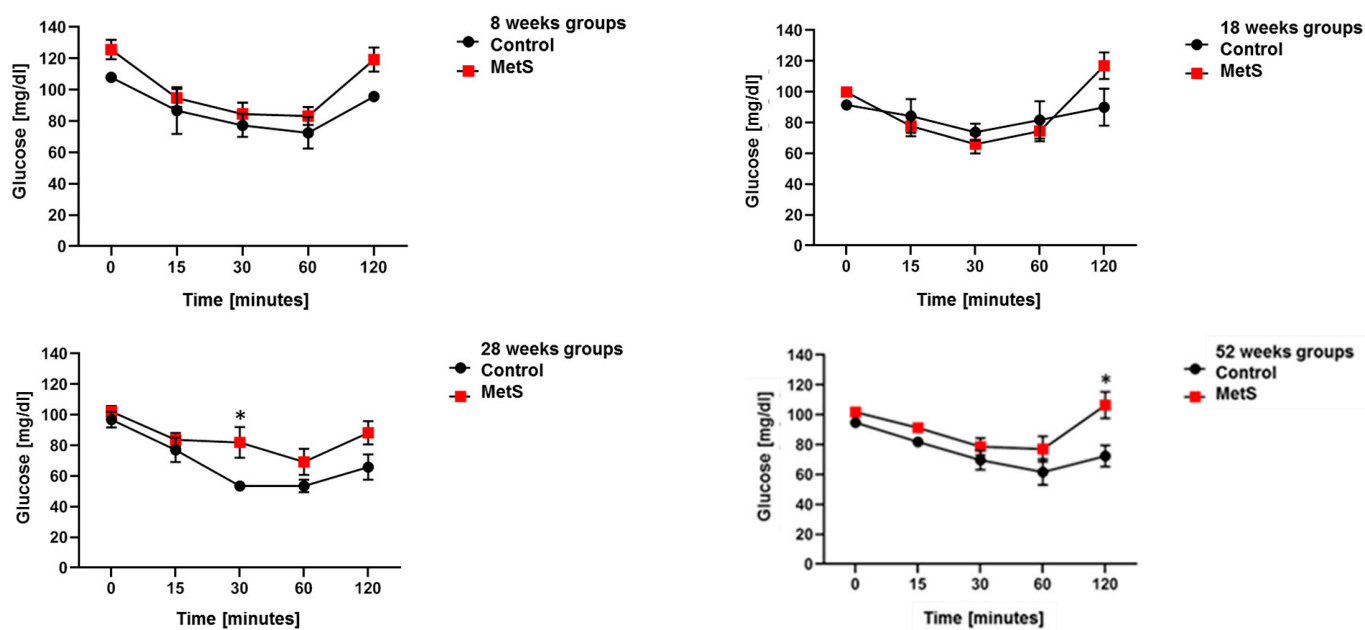 8 weeks groups
Control
MetS
140
120
100
80
60
40
20
0
Glucose [mg/dl]
0 15 30 60 120
Time [minutes]
18 weeks groups
Control
MetS
140
120
100
80
60
40
20
0
Glucose [mg/dl]
0 15 30 60 120
Time [minutes]
28 weeks groups
Control
MetS
140
120
100
80
60
40
20
0
Glucose [mg/dl]
*
0 15 30 60 120
Time [minutes]
52 weeks groups
Control
MetS
140
120
100
80
60
40
20
0
Glucose [mg/dl]
*
0 15 30 60 120
Time [minutes]